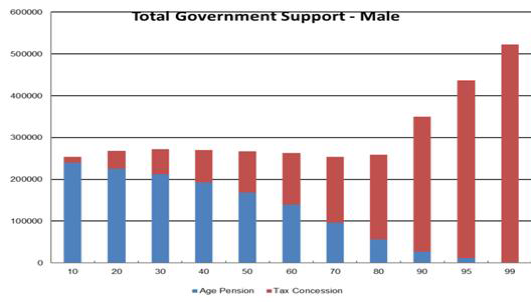 Total Government Support - Male
600000
500000
400000
300000
200000
100000
0
10 20 30 40 50 60 70 80 90 95 99
Age Pension Tax Concession